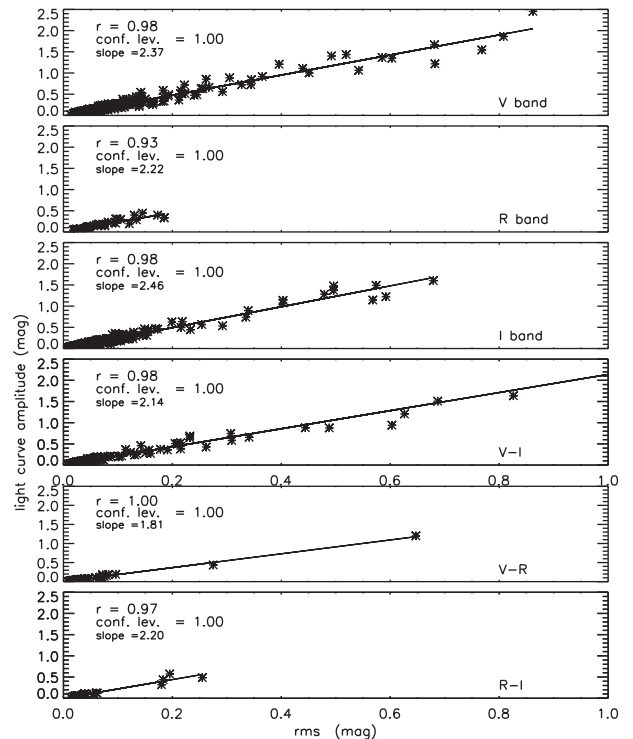 2.5
2.0
1.5
1.0
0.5
0.0
r = 0.98
conf. lev. = 1.00
slope =2.37
V band
2.5
2.0
1.5
1.0
0.5
0.0
r = 0.93
conf. lev. = 1.00
slope =2.22
R band
2.5
2.0
1.5
1.0
0.5
0.0
r = 0.98
conf. lev. = 1.00
slope =2.46
I band
light curve amplitude (mag)
2.5
2.0
1.5
1.0
0.5
0.0
r = 0.98
conf. lev. = 1.00
slope =2.14
V-I
0.0 0.2 0.4 0.6 0.8 1.0
2.5
2.0
1.5
1.0
0.5
0.0
r = 1.00
conf. lev. = 1.00
slope =1.81
V-R
2.5
2.0
1.5
1.0
0.5
0.0
r = 0.97
conf. lev. = 1.00
slope =2.20
R-I
0.0 0.2 0.4 0.6 0.8 1.0
rms (mag)